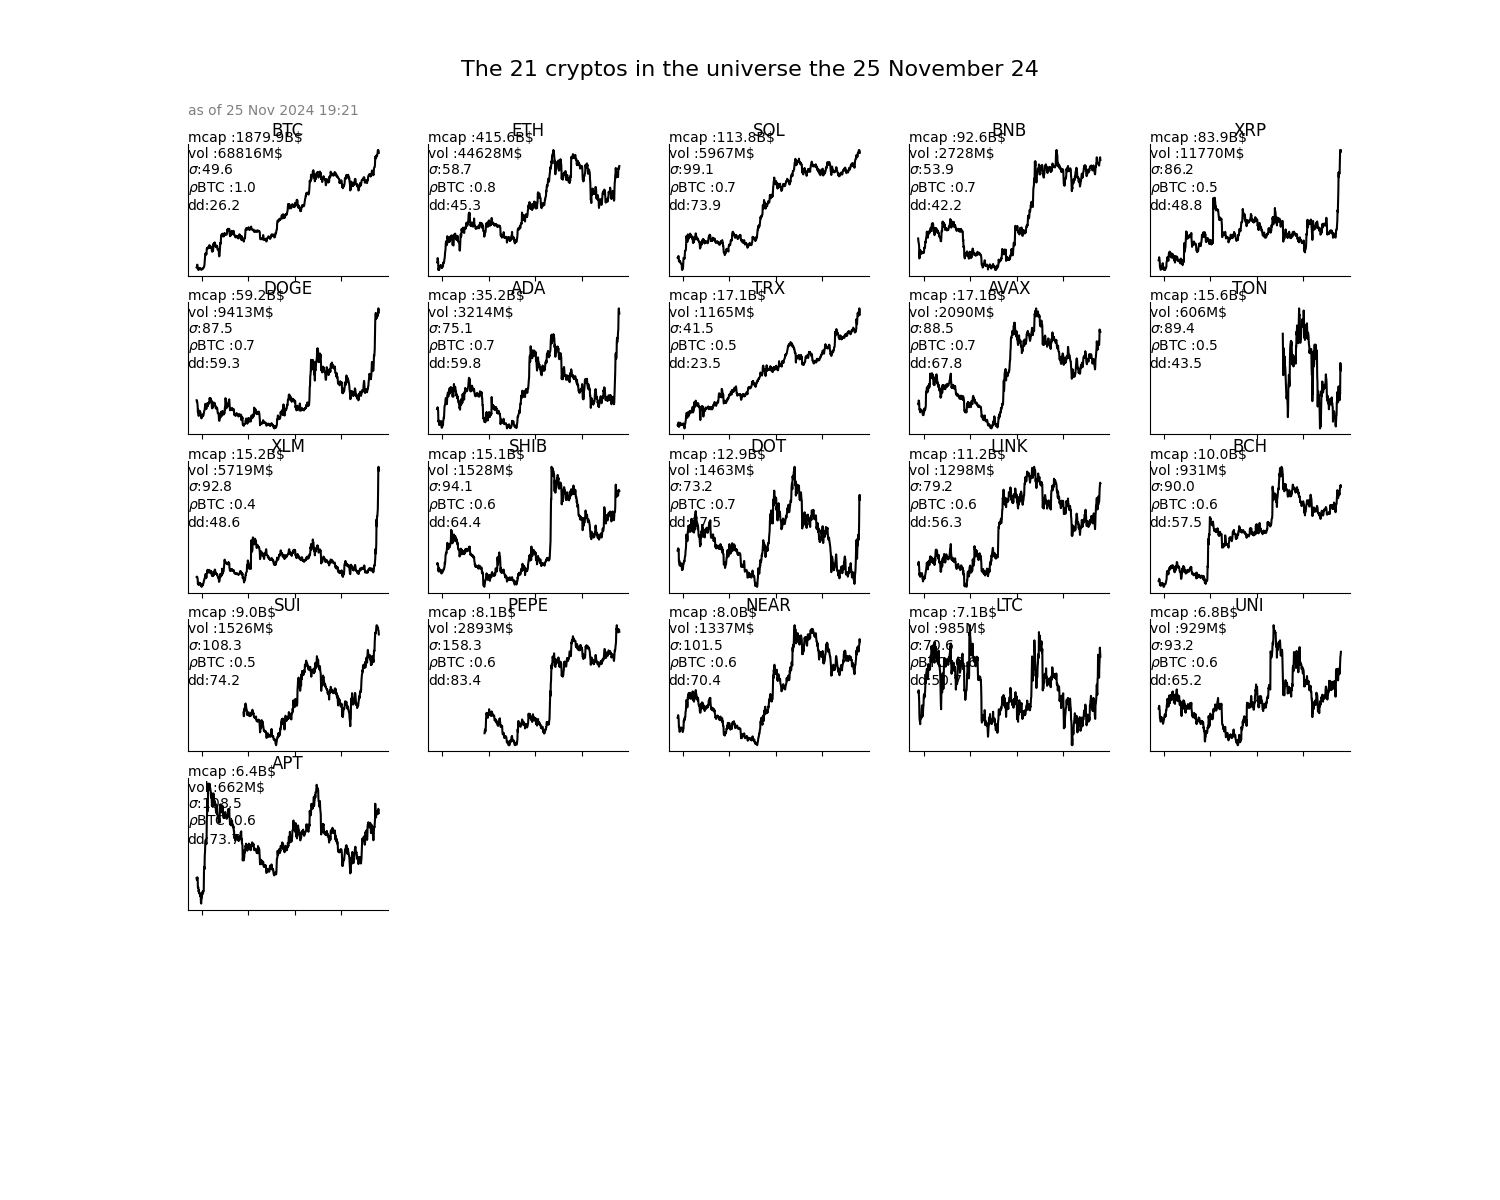 The 21 cryptos in the universe the 25 November 24
as of 25 Nov 2024 19:21
BTC
mcap :1879.9B$
vol :68816M$
σ:49.6
ρBTC :1.0
dd:26.2
ETH
mcap :415.6B$
vol :44628M$
σ:58.7
ρBTC :0.8
dd:45.3
SOL
mcap :113.8B$
vol :5967M$
σ:99.1
ρBTC :0.7
dd:73.9
BNB
mcap :92.6B$
vol :2728M$
σ:53.9
ρBTC :0.7
dd:42.2
XRP
mcap :83.9B$
vol :11770M$
σ:86.2
ρBTC :0.5
dd:48.8
DOGE
mcap :59.2B$
vol :9413M$
σ:87.5
ρBTC :0.7
dd:59.3
ADA
mcap :35.2B$
vol :3214M$
σ:75.1
ρBTC :0.7
dd:59.8
TRX
mcap :17.1B$
vol :1165M$
σ:41.5
ρBTC :0.5
dd:23.5
AVAX
mcap :17.1B$
vol :2090M$
σ:88.5
ρBTC :0.7
dd:67.8
TON
mcap :15.6B$
vol :606M$
σ:89.4
ρBTC :0.5
dd:43.5
XLM
mcap :15.2B$
vol :5719M$
σ:92.8
ρBTC :0.4
dd:48.6
SHIB
mcap :15.1B$
vol :1528M$
σ:94.1
ρBTC :0.6
dd:64.4
DOT
mcap :12.9B$
vol :1463M$
σ:73.2
ρBTC :0.7
LINK
mcap :11.2B$
vol :1298M$
σ:79.2
ρBTC :0.6
dd:56.3
BCH
mcap :10.0B$
vol :931M$
σ:90.0
ρBTC :0.6
dd:57.5
SUI
mcap :9.0B$
vol :1526M$
σ:108.3
ρBTC :0.5
dd:74.2
PEPE
mcap :8.1B$
vol :2893M$
σ:158.3
ρBTC :0.6
dd:83.4
NEAR
mcap :8.0B$
vol :1337M$
σ:101.5
ρBTC :0.6
dd:70.4
LTC
mcap :7.1B$
vol :985M$
UNI
mcap :6.8B$
vol :929M$
σ:93.2
ρBTC :0.6
dd:65.2
APT
mcap :6.4B$
vol :662M$
σ:108.5
ρBTC :0.6